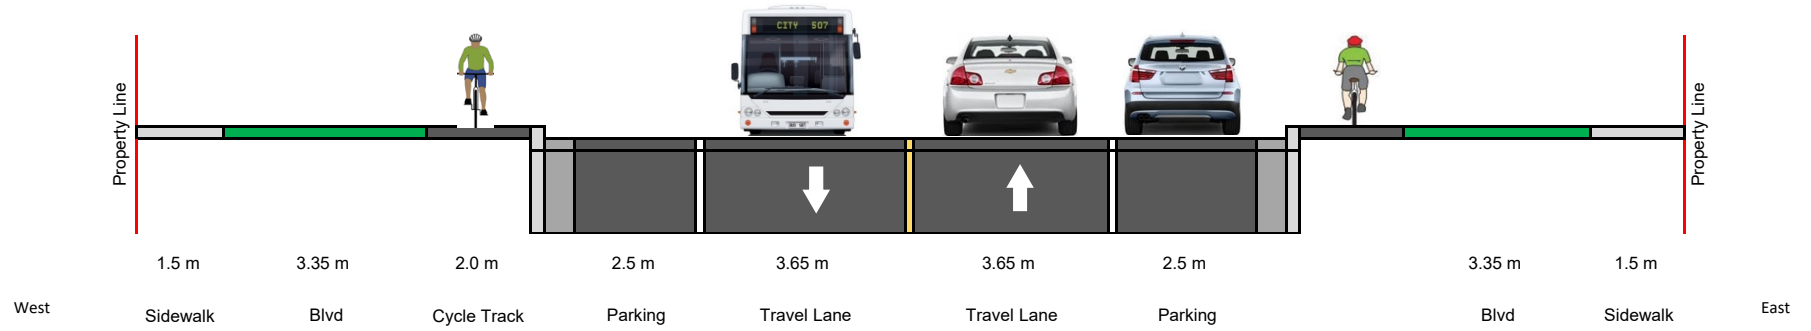 CITY 507
Property Line
Property Line
1.5 m 3.35 m 2.0 m 2.5 m 3.65 m 3.65 m 2.5 m 3.35 m 1.5 m
West Sidewalk Blvd Cycle Track Parking Travel Lane Travel Lane Parking Blvd Sidewalk East